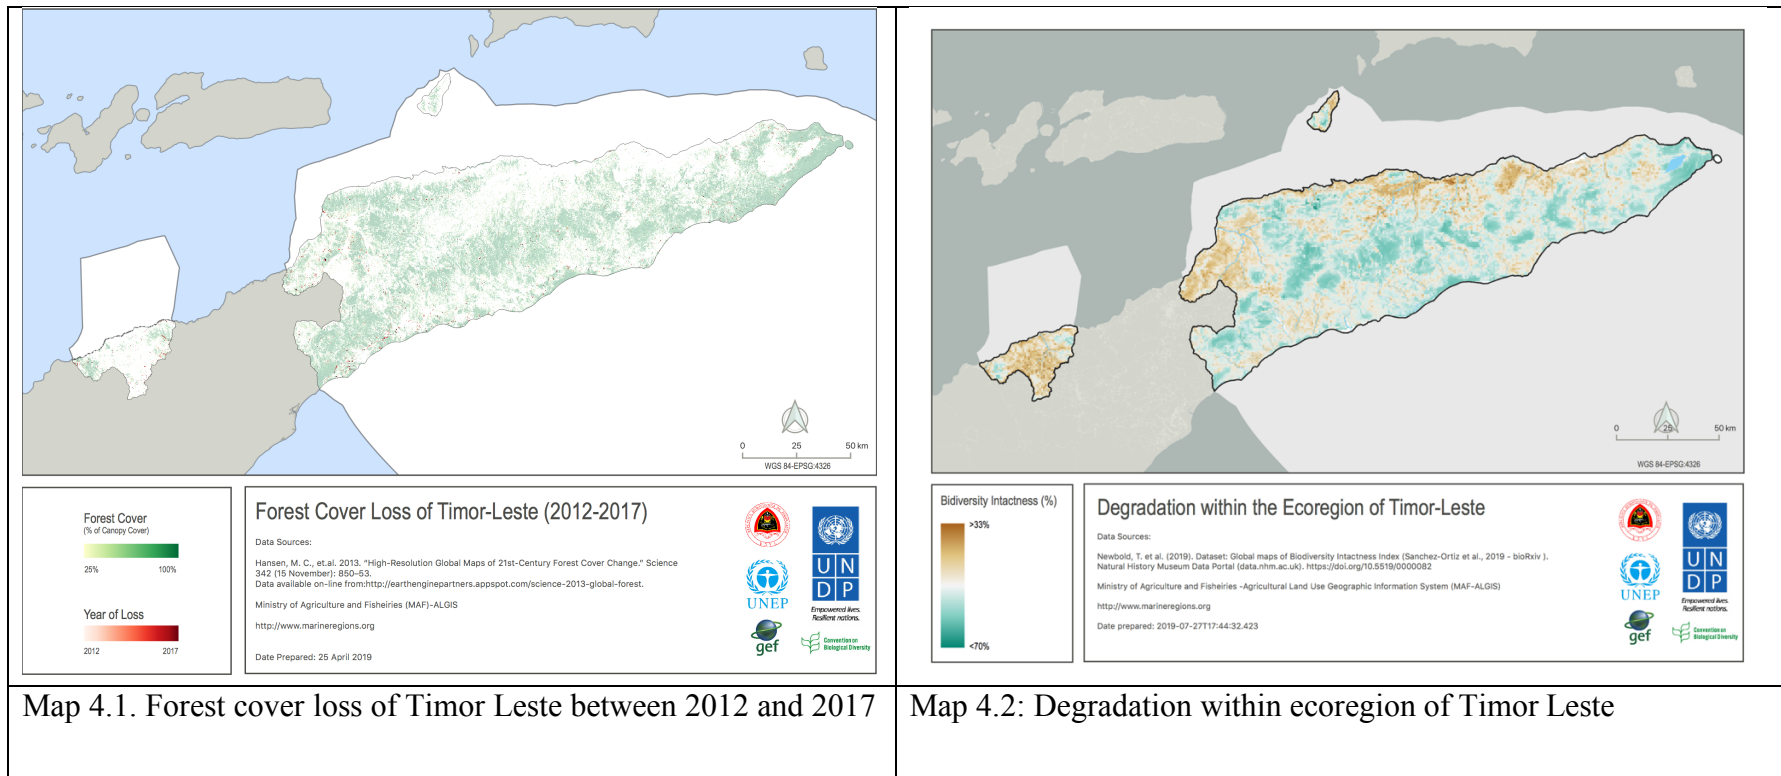 0 25 50 km
WGS 84-EPSG:4326
Forest Cover
(% of Canopy Cover)
25% 100%
Year of Loss
2012 2017
Forest Cover Loss of Timor-Leste (2012-2017)
Data Sources:
Hansen, M. C., et.al. 2013. "High-Resolution Global Maps of 21st-Century Forest Cover Change." Science
342 (15 November): 850–53.
Data available on-line from:http://earthenginepartners.appspot.com/science-2013-global-forest.
Ministry of Agriculture and Fisheiries (MAF)-ALGIS
http://www.marineregions.org
Date Prepared: 25 April 2019
UNEP
gef
U N
D P
Empowered lives.
Resilient nations.
Convention on
Biological Diversity
Map 4.1. Forest cover loss of Timor Leste between 2012 and 2017
0 25 50 km
WGS 84-EPSG:4326
Bidiversity Intactness (%)
>33%
<70%
Degradation within the Ecoregion of Timor-Leste
Data Sources:
Newbold, T. et al. (2019). Dataset: Global maps of Biodiversity Intactness Index (Sanchez-Ortiz et al., 2019 - bioRxiv ).
Natural History Museum Data Portal (data.nhm.ac.uk). https://doi.org/10.5519/0000082
Ministry of Agriculture and Fisheiries -Agricultural Land Use Geographic Information System (MAF-ALGIS)
http://www.marineregions.org
Date prepared: 2019-07-27T17:44:32.423
UNEP
gef
U N
D P
Empowered lives.
Resilient nations.
Convention on
Biological Diversity
Map 4.2: Degradation within ecoregion of Timor Leste